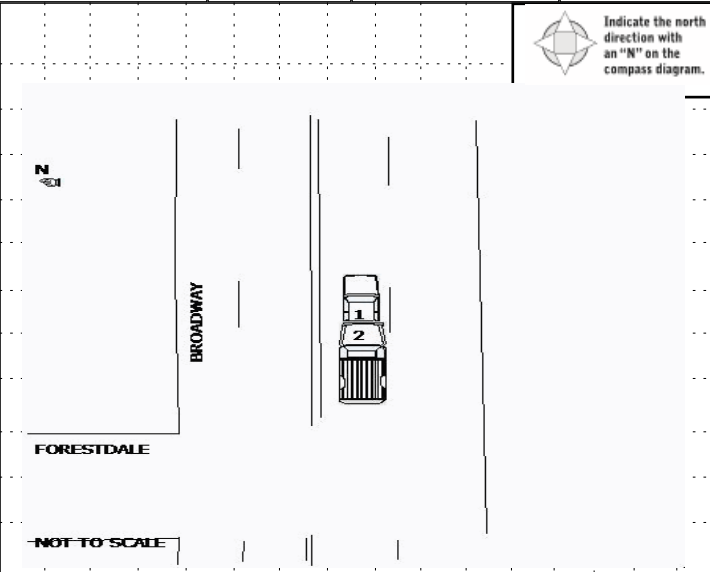 Indicate the north
direction with
an "N" on the
compass diagram.
N
BROADWAY
1
2
FORESTDALE
NOT TO SCALE